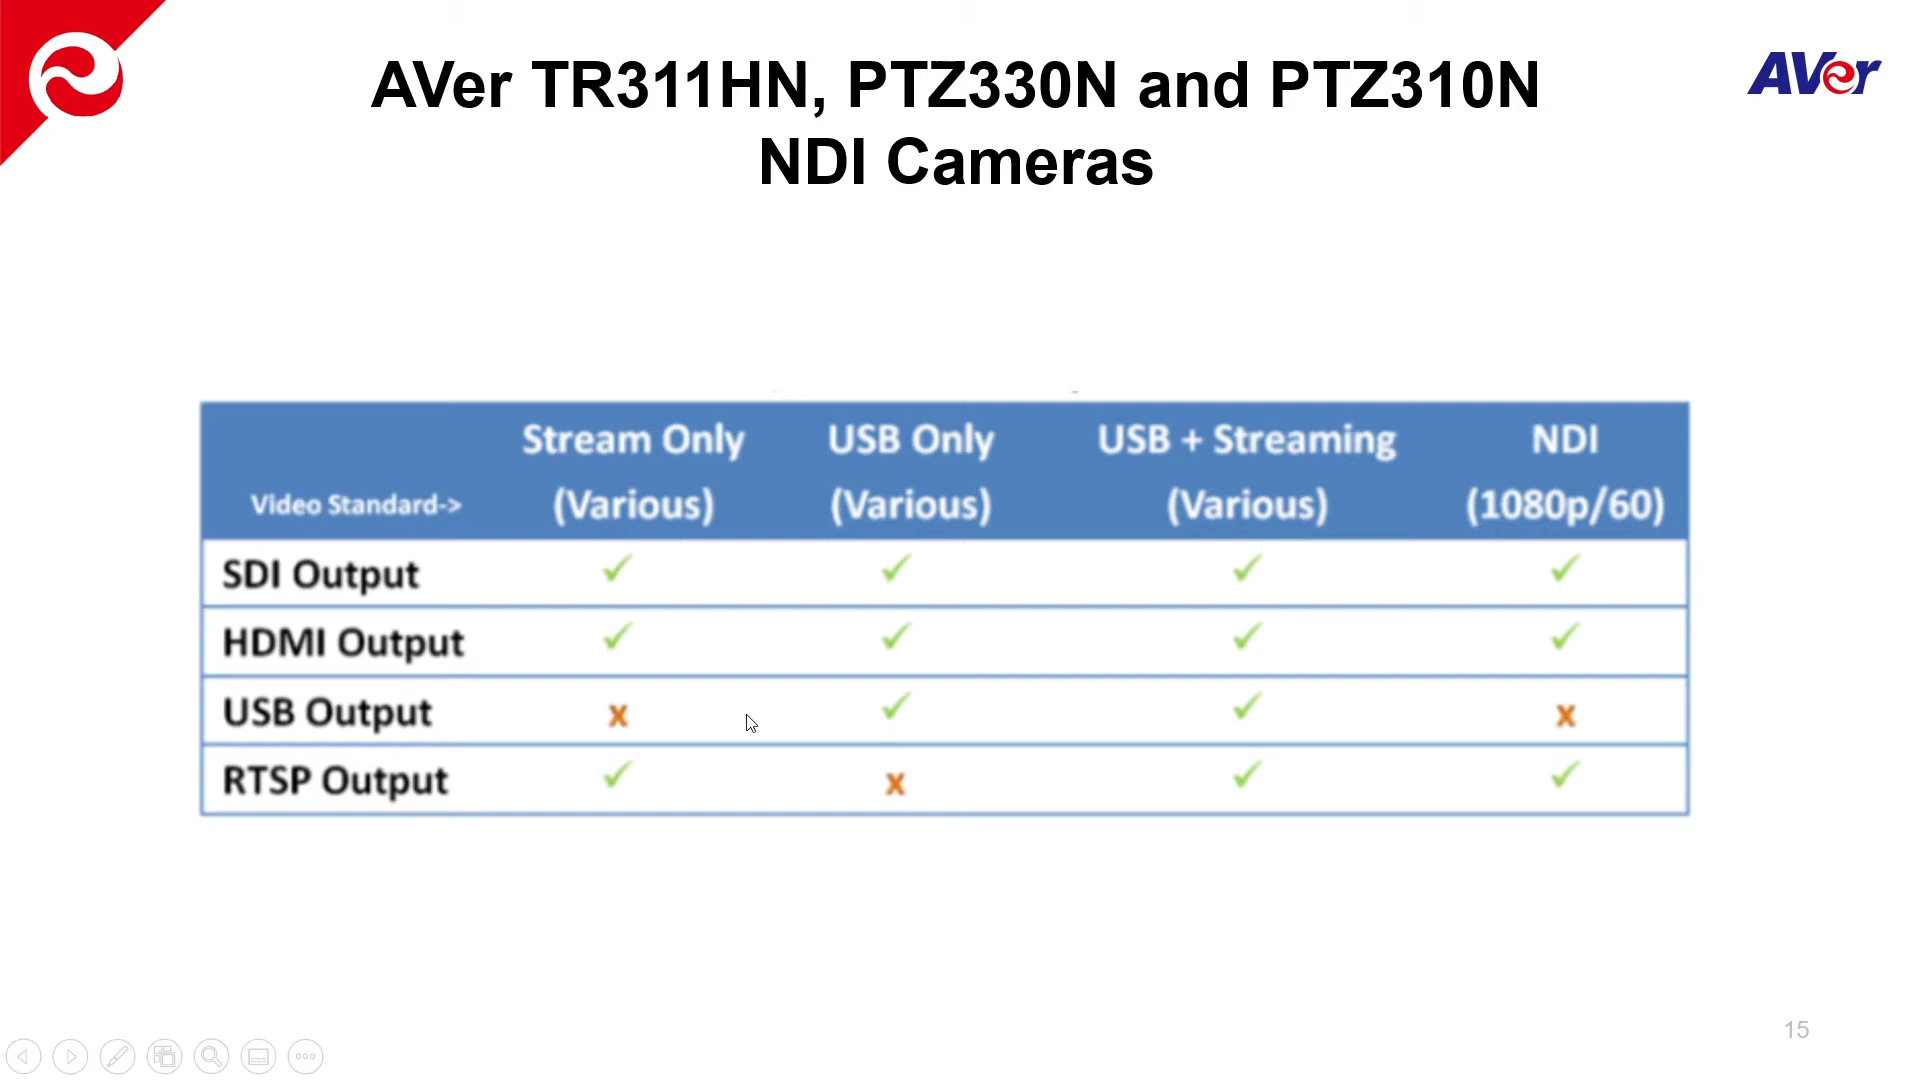 AVer TR311HN, PTZ330N and PTZ310N
NDI Cameras
AVer
Stream Only USB Only USB + Streaming NDI
Video Standard-> (Various) (Various) (Various) (1080p/60)
SDI Output ✓ ✓ ✓ ✓
HDMI Output ✓ ✓ ✓ ✓
USB Output x ✓ ✓ x
RTSP Output ✓ x ✓ ✓
15